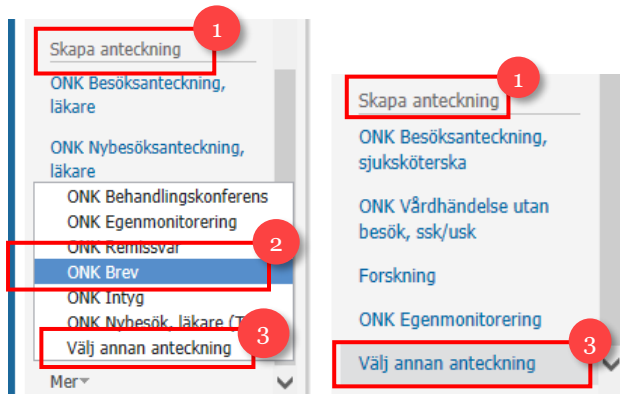 1
Skapa anteckning
ONK Besöksanteckning,
läkare
ONK Nybesöksanteckning,
läkare
ONK Behandlingskonferens
ONK Egenmonitorering
2
ONK Remissvar
ONK Brev
ONK Intyg
ONK Nybesök, läkare (T
3
Välj annan anteckning
Mer
1
Skapa anteckning
ONK Besöksanteckning,
sjuksköterska
ONK Vårdhändelse utan
besök, ssk/usk
Forskning
ONK Egenmonitorering
3
Välj annan anteckning